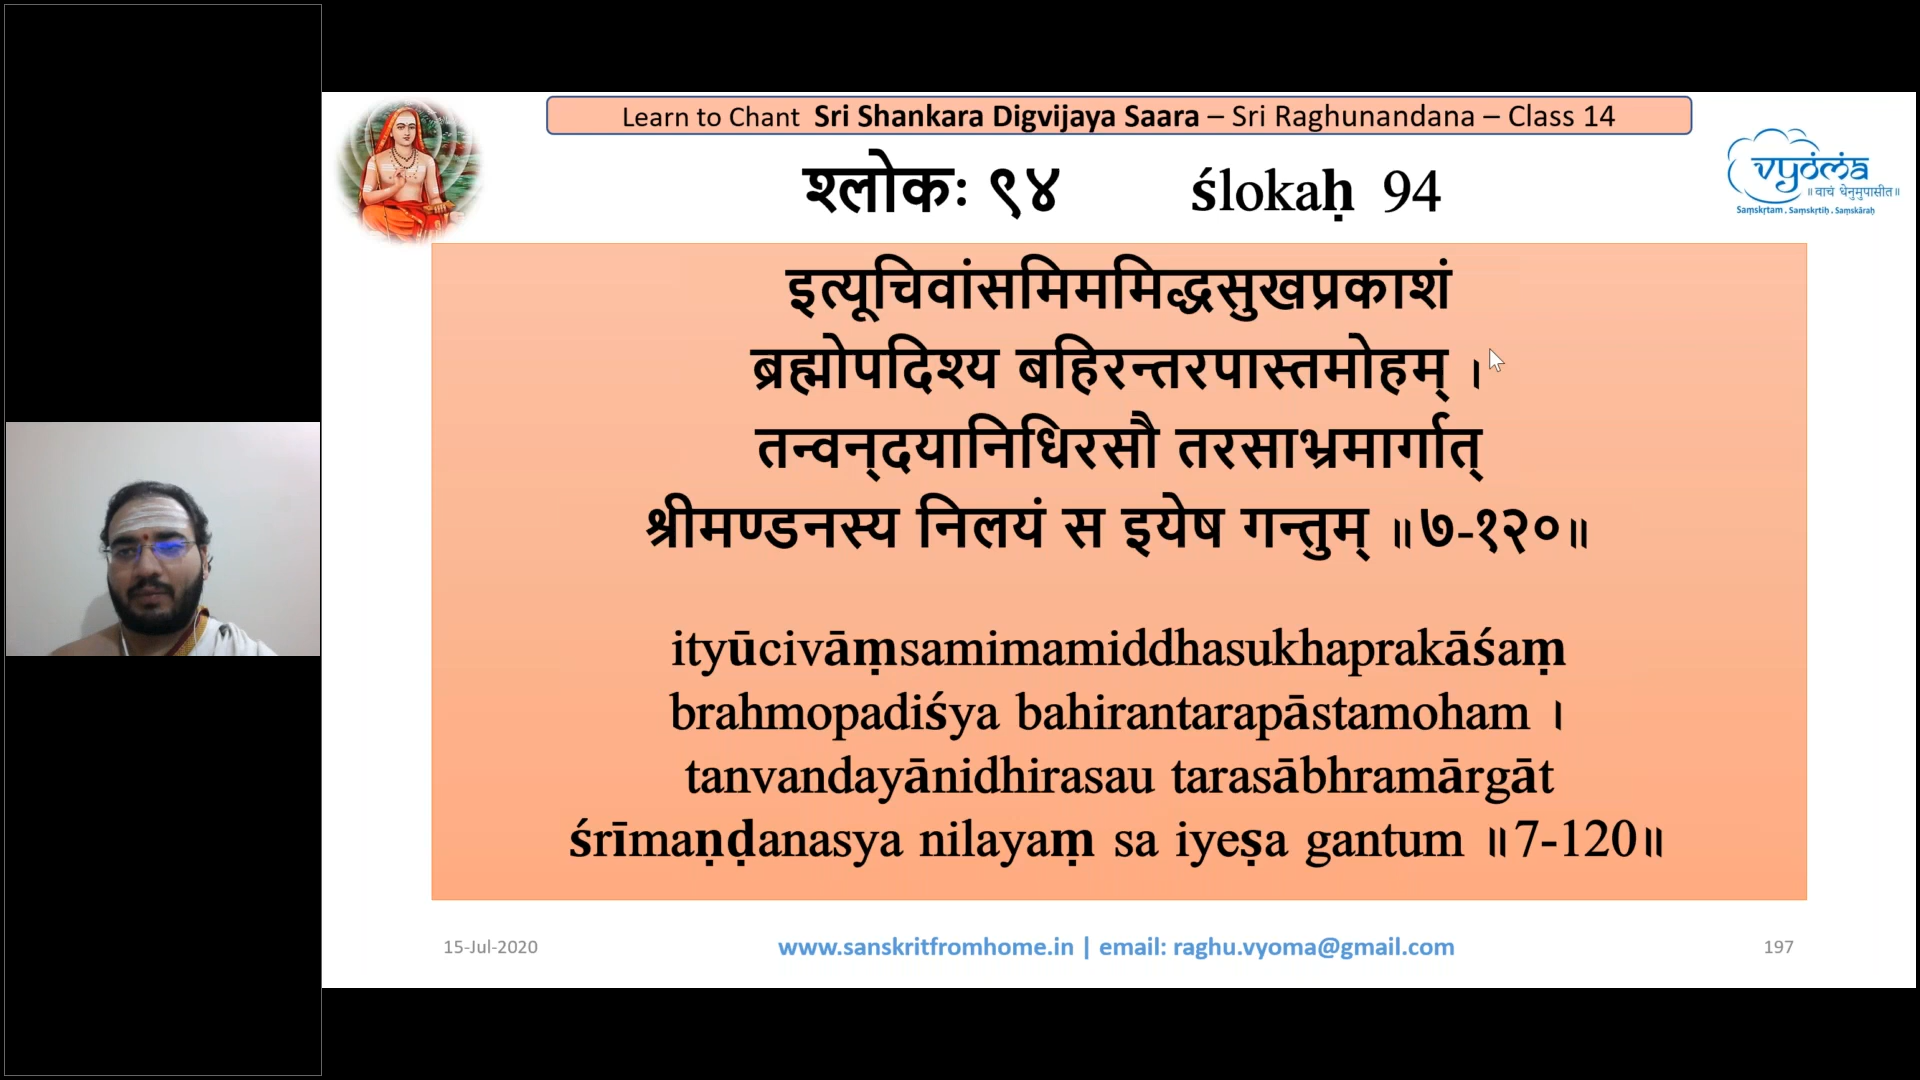 Learn to Chant Sri Shankara Digvijaya Saara – Sri Raghunandana – Class 14
श्लोकः ९४ ślokaḥ 94
vyoma
॥ वाचं धेनुमुपासीत॥
Saṃskṛtam . Saṃskṛtiḥ . Saṃskāraḥ
इत्यूचिवांसमिममिद्धसुखप्रकाशं
ब्रह्मोपदिश्य बहिरन्तरपास्तमोहम् ।
तन्वन्दयानिधिरसौ तरसाभ्रमार्गात्
श्रीमण्डनस्य निलयं स इयेष गन्तुम् ॥७-१२०॥
ityūcivāṃsamimamiddhasukhaprakāśaṃ
brahmopadiśya bahirantarapāstamoham ।
tanvandayānidhirasau tarasābhramārgāt
śrīmaṇḍanasya nilayaṃ sa iyeṣa gantum ॥7-120॥
15-Jul-2020 www.sanskritfromhome.in | email: raghu.vyoma@gmail.com 197